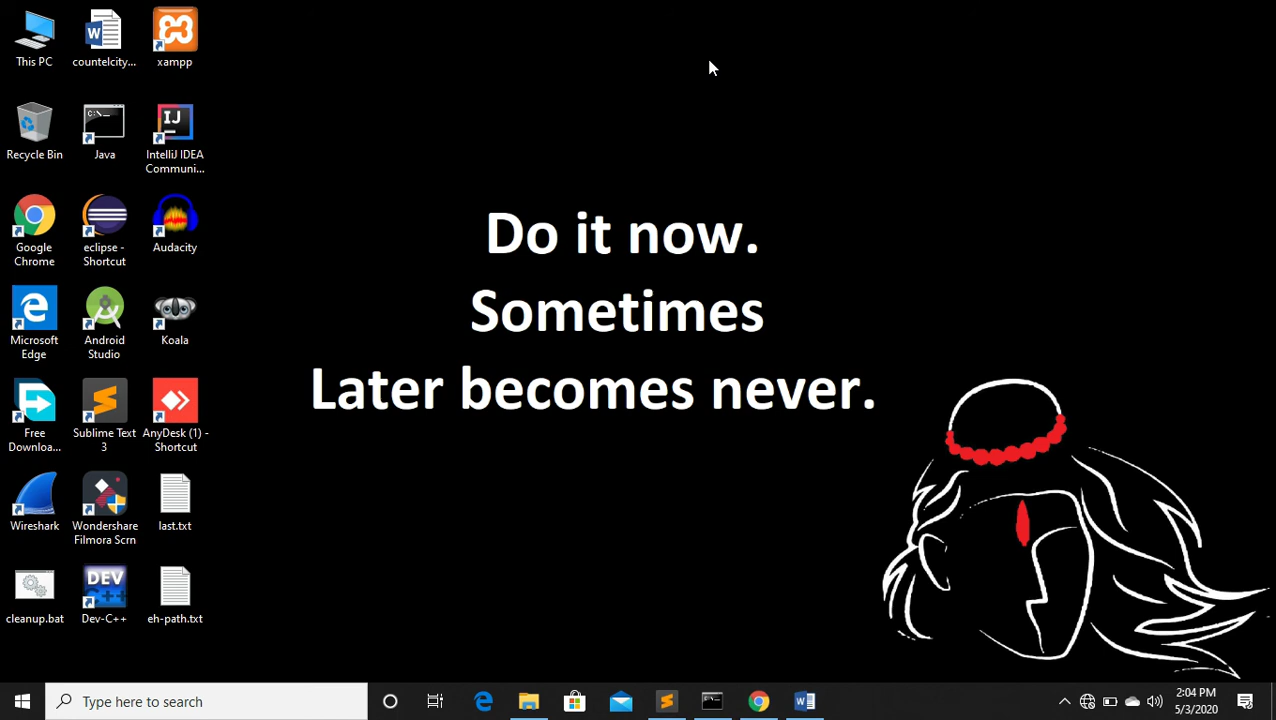 This PC
countelcity...
xampp
Recycle Bin
C:\_
Java
IJ
IntelliJ IDEA
Communi...
Google
Chrome
eclipse -
Shortcut
Audacity
Do it now.
Sometimes
Later becomes never.
Microsoft
Edge
Android
Studio
Koala
Free
Downloa...
Sublime Text
3
AnyDesk (1) -
Shortcut
Wireshark
Wondershare
Filmora Scrn
last.txt
cleanup.bat
DEV
C++
Dev-C++
eh-path.txt
Type here to search
2:04 PM
5/3/2020